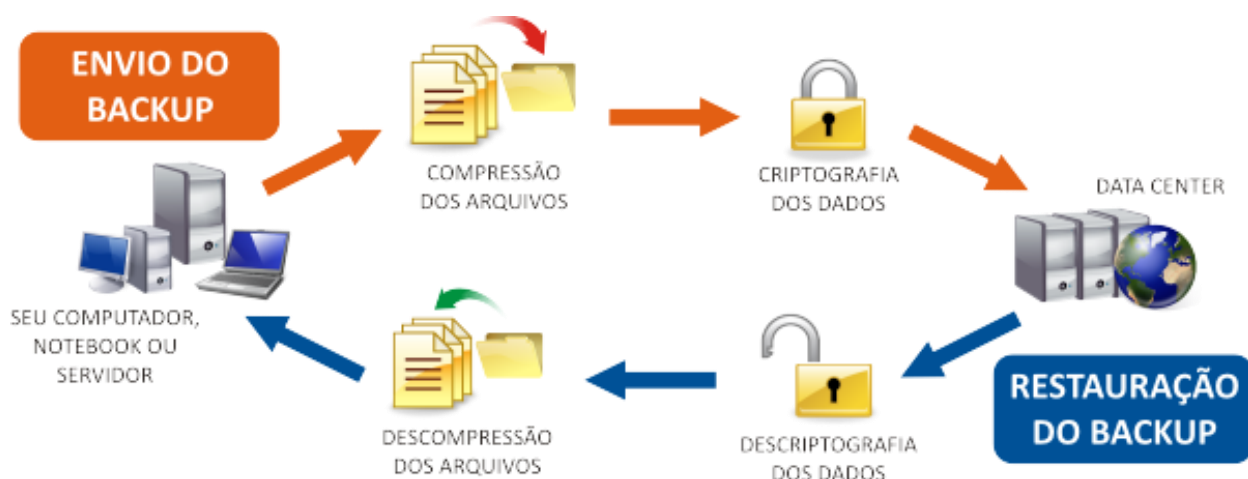 ENVIO DO
BACKUP
COMPRESSÃO
DOS ARQUIVOS
CRIPTOGRAFIA
DOS DADOS
DATA CENTER
SEU COMPUTADOR,
NOTEBOOK OU
SERVIDOR
DESCOMPRESSÃO
DOS ARQUIVOS
DESCRIPTOGRAFIA
DOS DADOS
RESTAURAÇÃO
DO BACKUP